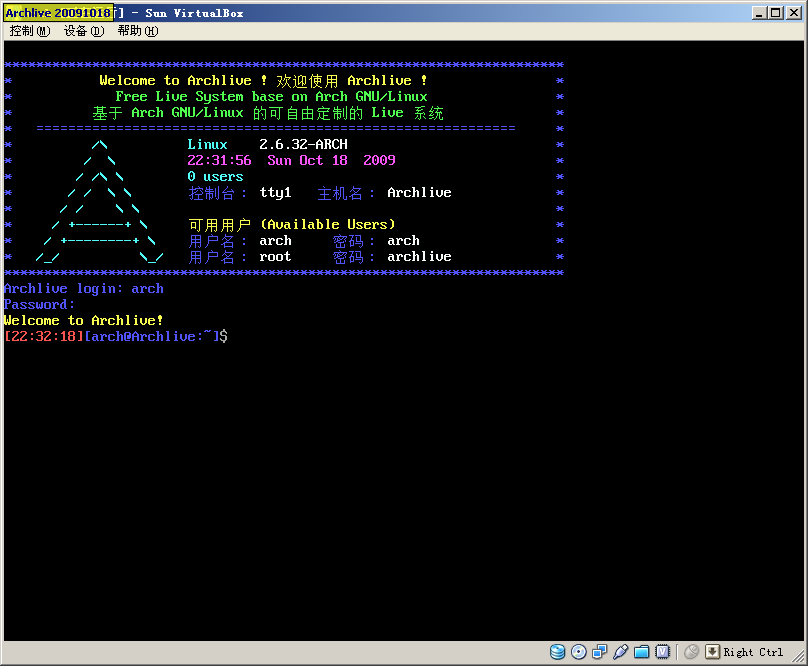 Archlive 20091018 行] - Sun VirtualBox
控制(M) 设备(D) 帮助(H)
***********************************************************************
* Welcome to Archlive ! 欢迎使用 Archlive ! *
* Free Live System base on Arch GNU/Linux *
* 基于 Arch GNU/Linux 的可自由定制的 Live 系统 *
* ============================================================ *
* /\ Linux 2.6.32-ARCH *
* / \ 22:31:56 Sun Oct 18 2009 *
* / /\ \ 0 users *
* / / \ \ 控制台： tty1 主机名： Archlive *
* / / \ \ *
* / +------+ \ 可用用户 (Available Users) *
* / +---------+ \ 用户名： arch 密码： arch *
* /_/ \_/ 用户名： root 密码： archlive *
***********************************************************************
Archlive login: arch
Password:
Welcome to Archlive!
[22:32:18][arch@Archlive:~]$
Right Ctrl